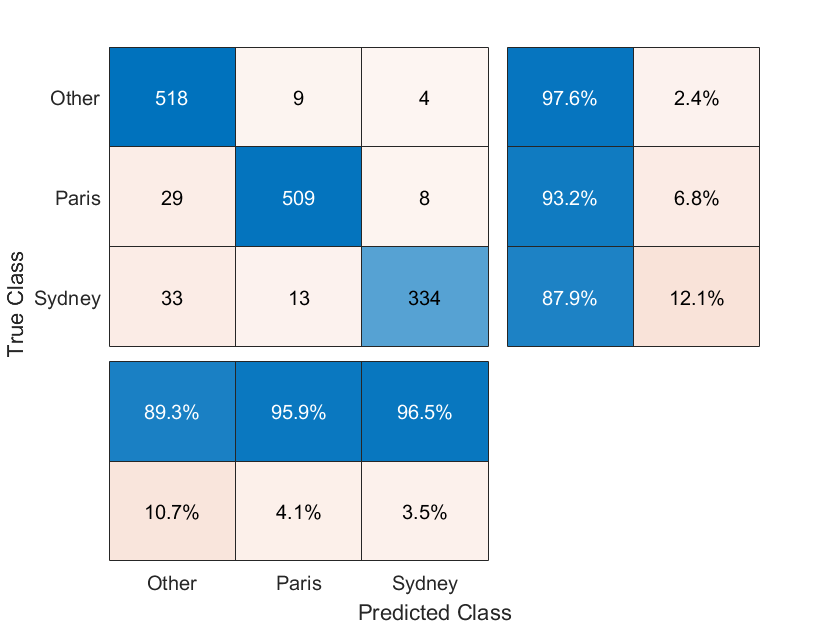 Other 518 9 4 97.6% 2.4%
Paris 29 509 8 93.2% 6.8%
Sydney 33 13 334 87.9% 12.1%
True Class
89.3% 95.9% 96.5%
10.7% 4.1% 3.5%
Other Paris Sydney
Predicted Class